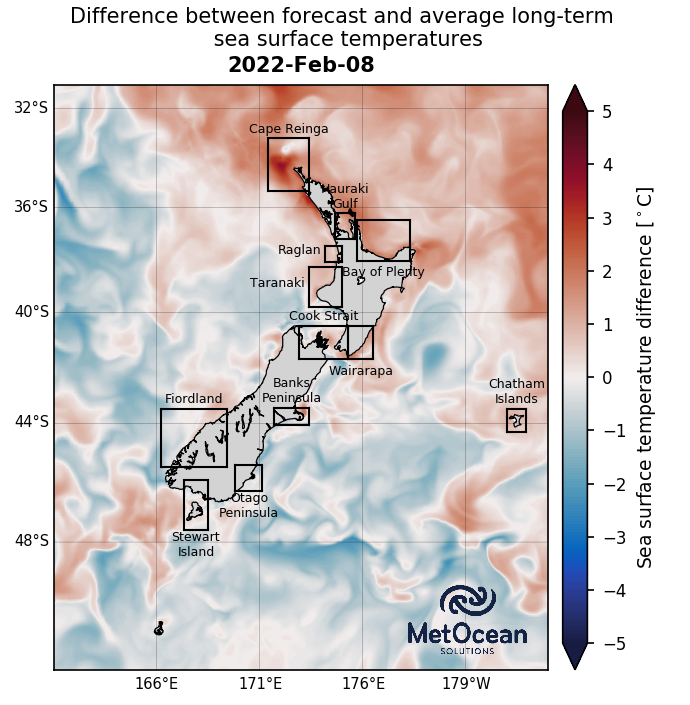 Difference between forecast and average long-term
sea surface temperatures
2022-Feb-08
32°S
36°S
40°S
44°S
48°S
Cape Reinga
Hauraki
Gulf
Raglan
Bay of Plenty
Taranaki
Cook Strait
Wairarapa
Banks
Peninsula
Fiordland
Chatham
Islands
Otago
Peninsula
Stewart
Island
MetOcean
SOLUTIONS
166°E
171°E
176°E
179°W
5
4
3
2
1
0
−1
−2
−3
−4
−5
Sea surface temperature difference [°C]